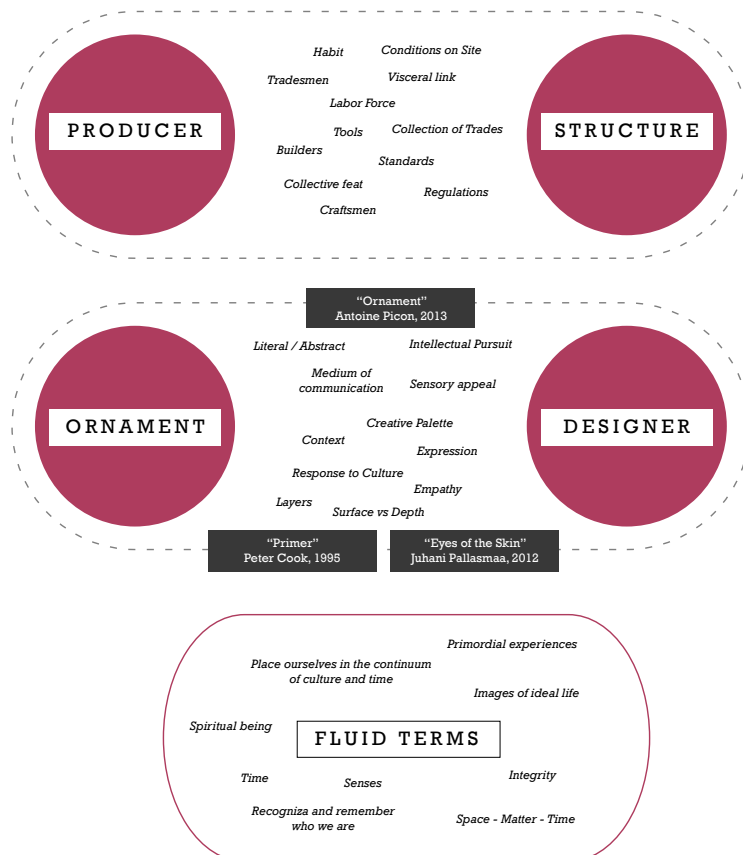 Habit
Conditions on Site
Tradesmen
Visceral link
Labor Force
PRODUCER
STRUCTURE
Tools
Collection of Trades
Builders
Standards
Collective feat
Regulations
Craftsmen
“Ornament”
Antoine Picon, 2013
Literal / Abstract
Intellectual Pursuit
Medium of
communication
Sensory appeal
ORNAMENT
DESIGNER
Creative Palette
Context
Expression
Response to Culture
Empathy
Layers
Surface vs Depth
“Primer”
Peter Cook, 1995
“Eyes of the Skin”
Juhani Pallasmaa, 2012
Primordial experiences
Place ourselves in the continuum
of culture and time
Images of ideal life
Spiritual being
FLUID TERMS
Time
Senses
Integrity
Recogniza and remember
who we are
Space - Matter - Time